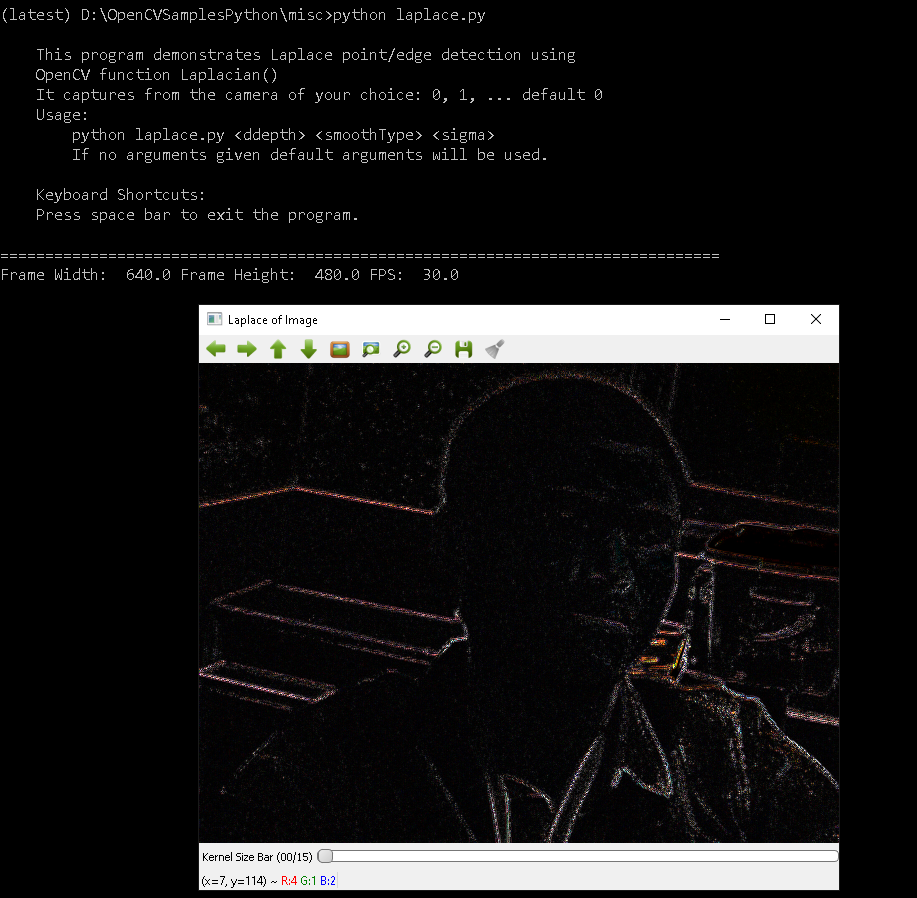 (latest) D:\OpenCVSamplesPython\misc>python laplace.py
This program demonstrates Laplace point/edge detection using
OpenCV function Laplacian()
It captures from the camera of your choice: 0, 1, ... default 0
Usage:
python laplace.py <ddepth> <smoothType> <sigma>
If no arguments given default arguments will be used.
Keyboard Shortcuts:
Press space bar to exit the program.
================================================================================
Frame Width:  640.0 Frame Height:  480.0 FPS:  30.0
Laplace of Image
Kernel Size Bar (00/15)
(x=7, y=114) ~ R:4 G:1 B:2